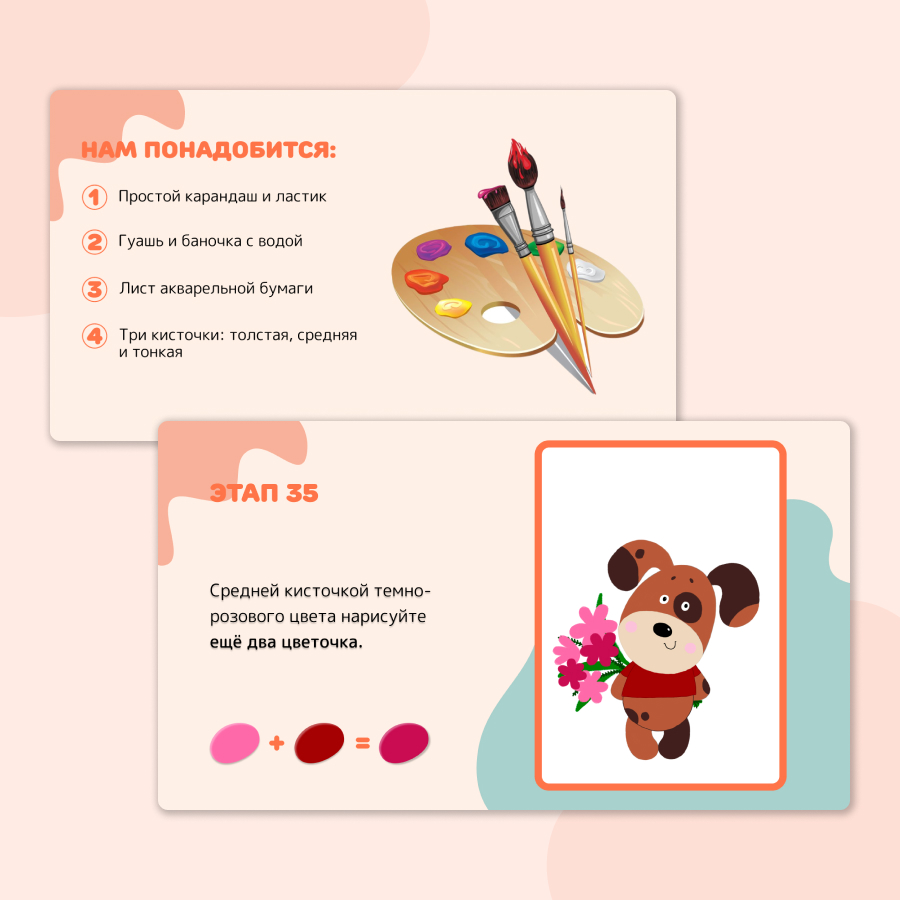 НАМ ПОНАДОБИТСЯ:
1 Простой карандаш и ластик
2 Гуашь и баночка с водой
3 Лист акварельной бумаги
4 Три кисточки: толстая, средняя
и тонкая
ЭТАП 35
Средней кисточкой темно-
розового цвета нарисуйте
ещё два цветочка.
+ =